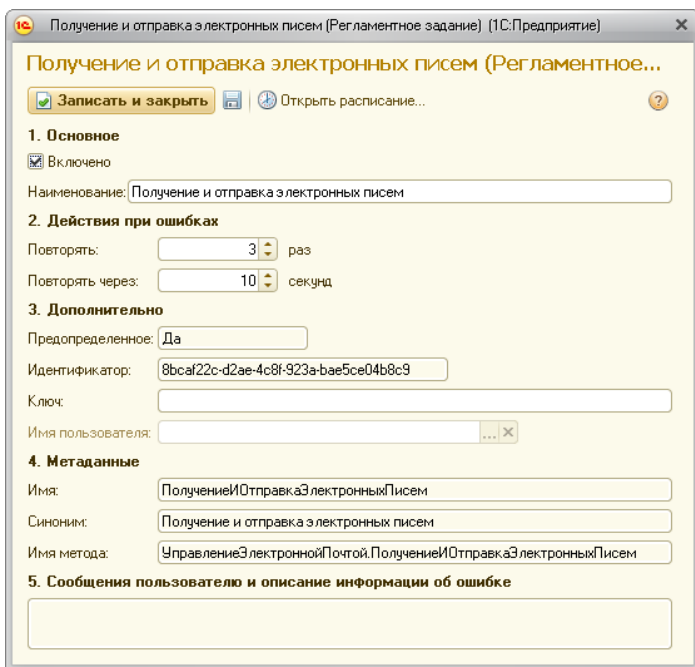 1С Получение и отправка электронных писем (Регламентное задание) (1С:Предприятие)
Получение и отправка электронных писем (Регламентное...
Записать и закрыть Открыть расписание... ?
1. Основное
Включено
Наименование: Получение и отправка электронных писем
2. Действия при ошибках
Повторять: 3 раз
Повторять через: 10 секунд
3. Дополнительно
Предопределенное: Да
Идентификатор: 8bcaf22c-d2ae-4c8f-923a-bae5ce04b8c9
Ключ:
Имя пользователя: ...
4. Метаданные
Имя: ПолучениеИОтправкаЭлектронныхПисем
Синоним: Получение и отправка электронных писем
Имя метода: УправлениеЭлектроннойПочтой.ПолучениеИОтправкаЭлектронныхПисем
5. Сообщения пользователю и описание информации об ошибке